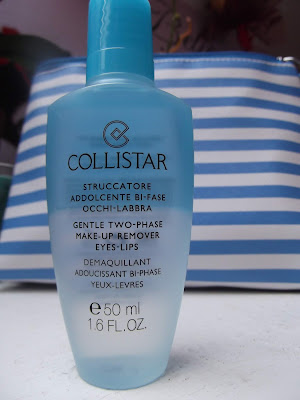 COLLISTAR
STRUCCATORE
ADDOLCENTE BI-FASE
OCCHI-LABBRA
GENTLE TWO-PHASE
MAKE-UP REMOVER
EYES-LIPS
DEMAQUILLANT
ADOUCISSANT BI-PHASE
YEUX-LEVRES
e 50 ml
1.6 FL.OZ.